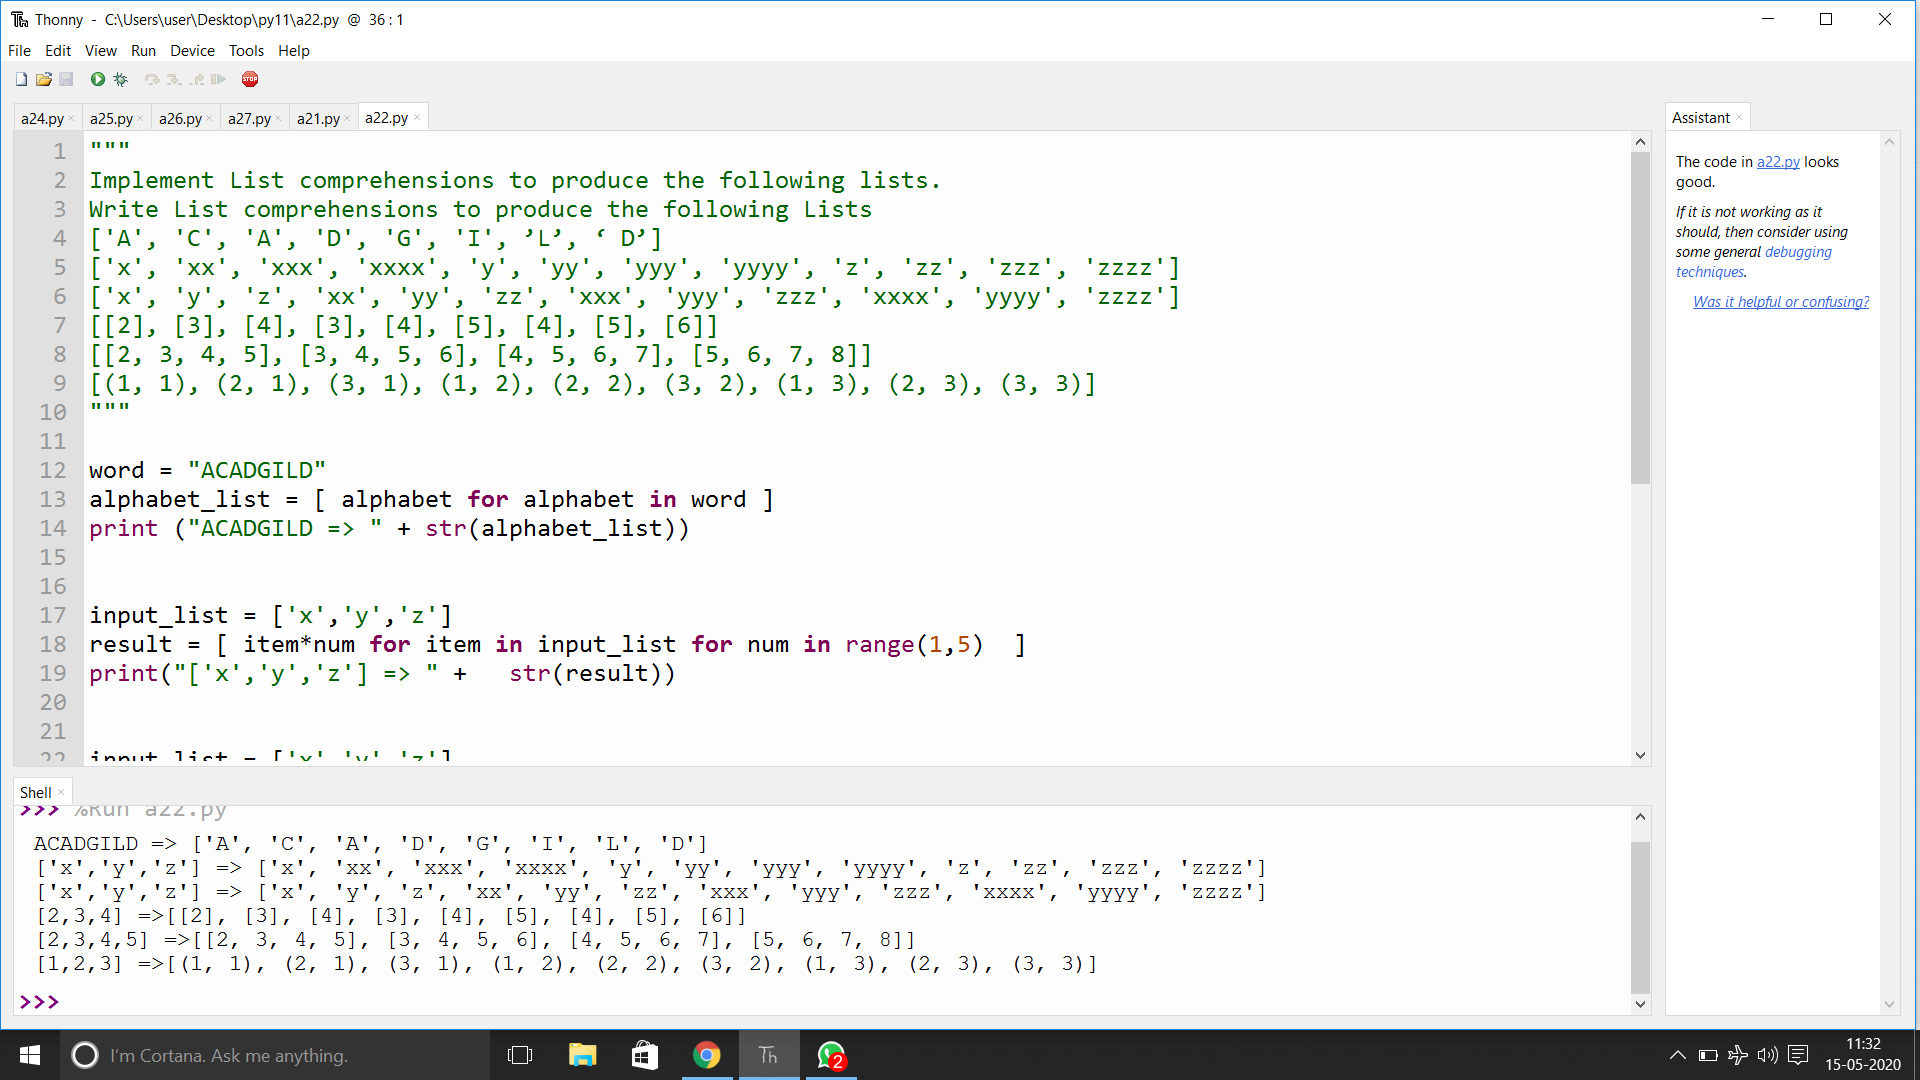 Thonny - C:\Users\user\Desktop\py11\a22.py @ 36 : 1
File Edit View Run Device Tools Help
STOP
a24.py × a25.py × a26.py × a27.py × a21.py × a22.py ×
1 """
2 Implement List comprehensions to produce the following lists.
3 Write List comprehensions to produce the following Lists
4 ['A', 'C', 'A', 'D', 'G', 'I', ’L’, ‘ D’]
5 ['x', 'xx', 'xxx', 'xxxx', 'y', 'yy', 'yyy', 'yyyy', 'z', 'zz', 'zzz', 'zzzz']
6 ['x', 'y', 'z', 'xx', 'yy', 'zz', 'xxx', 'yyy', 'zzz', 'xxxx', 'yyyy', 'zzzz']
7 [[2], [3], [4], [3], [4], [5], [4], [5], [6]]
8 [[2, 3, 4, 5], [3, 4, 5, 6], [4, 5, 6, 7], [5, 6, 7, 8]]
9 [(1, 1), (2, 1), (3, 1), (1, 2), (2, 2), (3, 2), (1, 3), (2, 3), (3, 3)]
10 """
11
12 word = "ACADGILD"
13 alphabet_list = [ alphabet for alphabet in word ]
14 print ("ACADGILD => " + str(alphabet_list))
15
16
17 input_list = ['x','y','z']
18 result = [ item*num for item in input_list for num in range(1,5)  ]
19 print("['x','y','z'] => " +   str(result))
20
21
22 input_list = ['x','y','z']
Assistant ×
The code in a22.py looks
good.
If it is not working as it
should, then consider using
some general debugging
techniques.
Was it helpful or confusing?
Shell ×
>>> %Run a22.py
ACADGILD => ['A', 'C', 'A', 'D', 'G', 'I', 'L', 'D']
['x','y','z'] => ['x', 'xx', 'xxx', 'xxxx', 'y', 'yy', 'yyy', 'yyyy', 'z', 'zz', 'zzz', 'zzzz']
['x','y','z'] => ['x', 'y', 'z', 'xx', 'yy', 'zz', 'xxx', 'yyy', 'zzz', 'xxxx', 'yyyy', 'zzzz']
[2,3,4] =>[[2], [3], [4], [3], [4], [5], [4], [5], [6]]
[2,3,4,5] =>[[2, 3, 4, 5], [3, 4, 5, 6], [4, 5, 6, 7], [5, 6, 7, 8]]
[1,2,3] =>[(1, 1), (2, 1), (3, 1), (1, 2), (2, 2), (3, 2), (1, 3), (2, 3), (3, 3)]
>>>
I'm Cortana. Ask me anything.
Th
2
11:32
15-05-2020